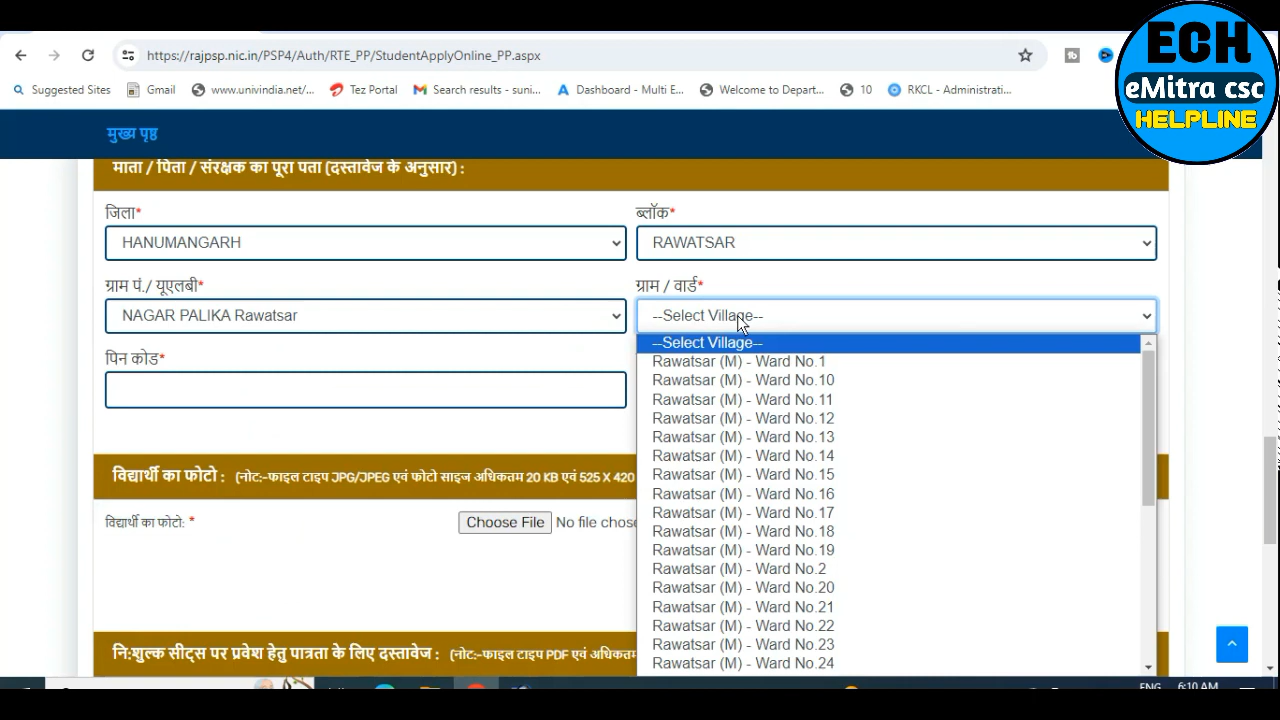 ECH
eMitra csc
HELPLINE
https://rajpsp.nic.in/PSP4/Auth/RTE_PP/StudentApplyOnline_PP.aspx
Suggested Sites Gmail www.univindia.net/... Tez Portal Search results - suni... Dashboard - Multi E... Welcome to Depart... 10 RKCL - Administrati...
मुख्य पृष्ठ
माता / पिता / संरक्षक का पूरा पता (दस्तावेज के अनुसार) :
जिला* ब्लॉक*
HANUMANGARH RAWATSAR
ग्राम पं./ यूएलबी* ग्राम / वार्ड*
NAGAR PALIKA Rawatsar --Select Village--
पिन कोड*
--Select Village--
Rawatsar (M) - Ward No.1
Rawatsar (M) - Ward No.10
Rawatsar (M) - Ward No.11
Rawatsar (M) - Ward No.12
Rawatsar (M) - Ward No.13
Rawatsar (M) - Ward No.14
Rawatsar (M) - Ward No.15
Rawatsar (M) - Ward No.16
Rawatsar (M) - Ward No.17
Rawatsar (M) - Ward No.18
Rawatsar (M) - Ward No.19
Rawatsar (M) - Ward No.2
Rawatsar (M) - Ward No.20
Rawatsar (M) - Ward No.21
Rawatsar (M) - Ward No.22
Rawatsar (M) - Ward No.23
Rawatsar (M) - Ward No.24
विद्यार्थी का फोटो : (नोट:-फाइल टाइप JPG/JPEG एवं फोटो साइज अधिकतम 20 KB एवं 525 X 420
विद्यार्थी का फोटो: * Choose File No file chose
नि:शुल्क सीट्स पर प्रवेश हेतु पात्रता के लिए दस्तावेज : (नोट:-फाइल टाइप PDF एवं अधिकतम
ENG 6:10 AM